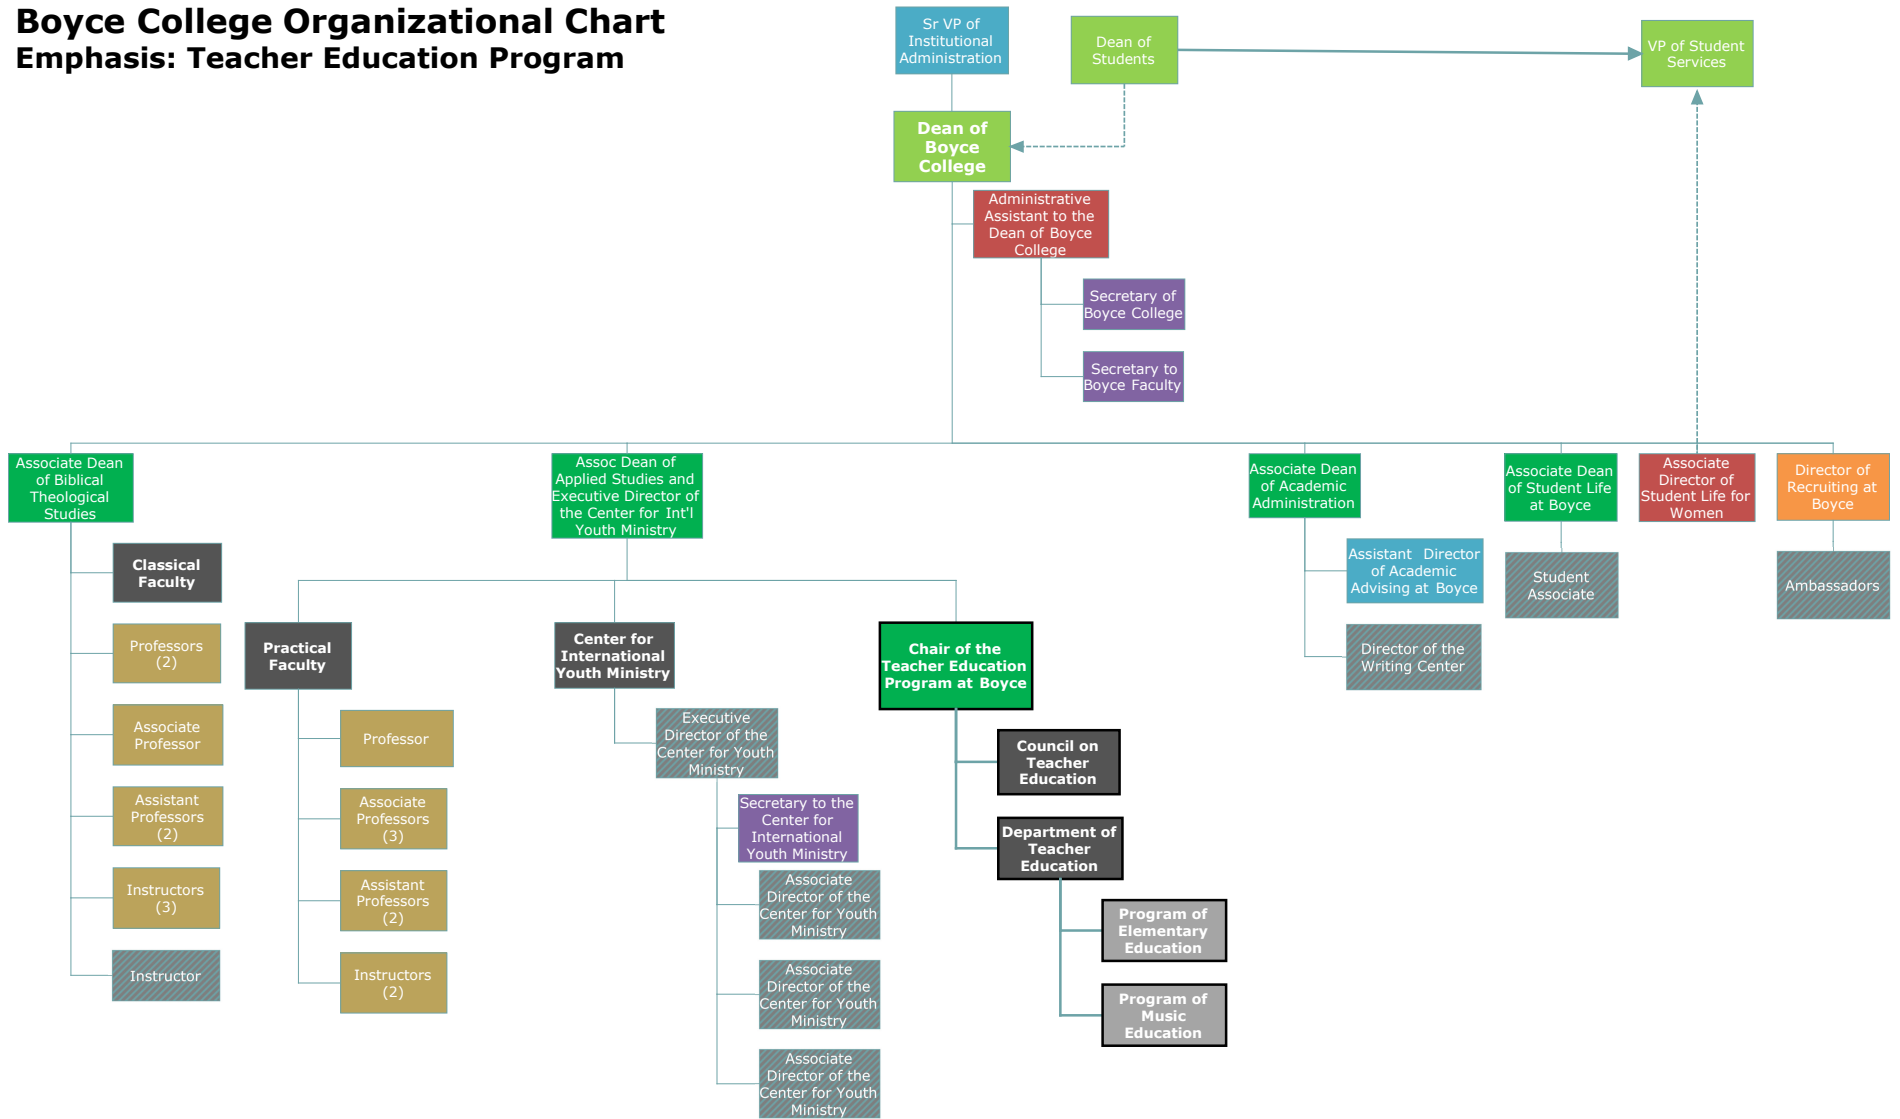 Boyce College Organizational Chart
Emphasis: Teacher Education Program
Sr VP of
Institutional
Administration
Dean of
Students
VP of Student
Services
Dean of
Boyce
College
Administrative
Assistant to the
Dean of Boyce
College
Secretary of
Boyce College
Secretary to
Boyce Faculty
Associate Dean
of Biblical
Theological
Studies
Assoc Dean of
Applied Studies and
Executive Director of
the Center for Int'l
Youth Ministry
Associate Dean
of Academic
Administration
Associate Dean
of Student Life
at Boyce
Associate
Director of
Student Life for
Women
Director of
Recruiting at
Boyce
Classical
Faculty
Professors
(2)
Associate
Professor
Assistant
Professors
(2)
Instructors
(3)
Instructor
Practical
Faculty
Professor
Associate
Professors
(3)
Assistant
Professors
(2)
Instructors
(2)
Center for
International
Youth Ministry
Executive
Director of the
Center for Youth
Ministry
Secretary to the
Center for
International
Youth Ministry
Associate
Director of the
Center for Youth
Ministry
Associate
Director of the
Center for Youth
Ministry
Associate
Director of the
Center for Youth
Ministry
Chair of the
Teacher Education
Program at Boyce
Council on
Teacher
Education
Department of
Teacher
Education
Program of
Elementary
Education
Program of
Music
Education
Assistant Director
of Academic
Advising at Boyce
Director of the
Writing Center
Student
Associate
Ambassadors